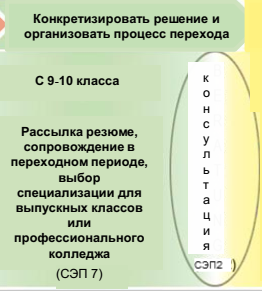 Конкретизировать решение и
организовать процесс перехода
С 9-10 класса
Рассылка резюме,
сопровождение в
переходном периоде,
выбор
специализации для
выпускных классов
или
профессионального
колледжа
(СЭП 7)
к
о
н
с
у
л
ь
т
а
ц
и
я
СЭП2